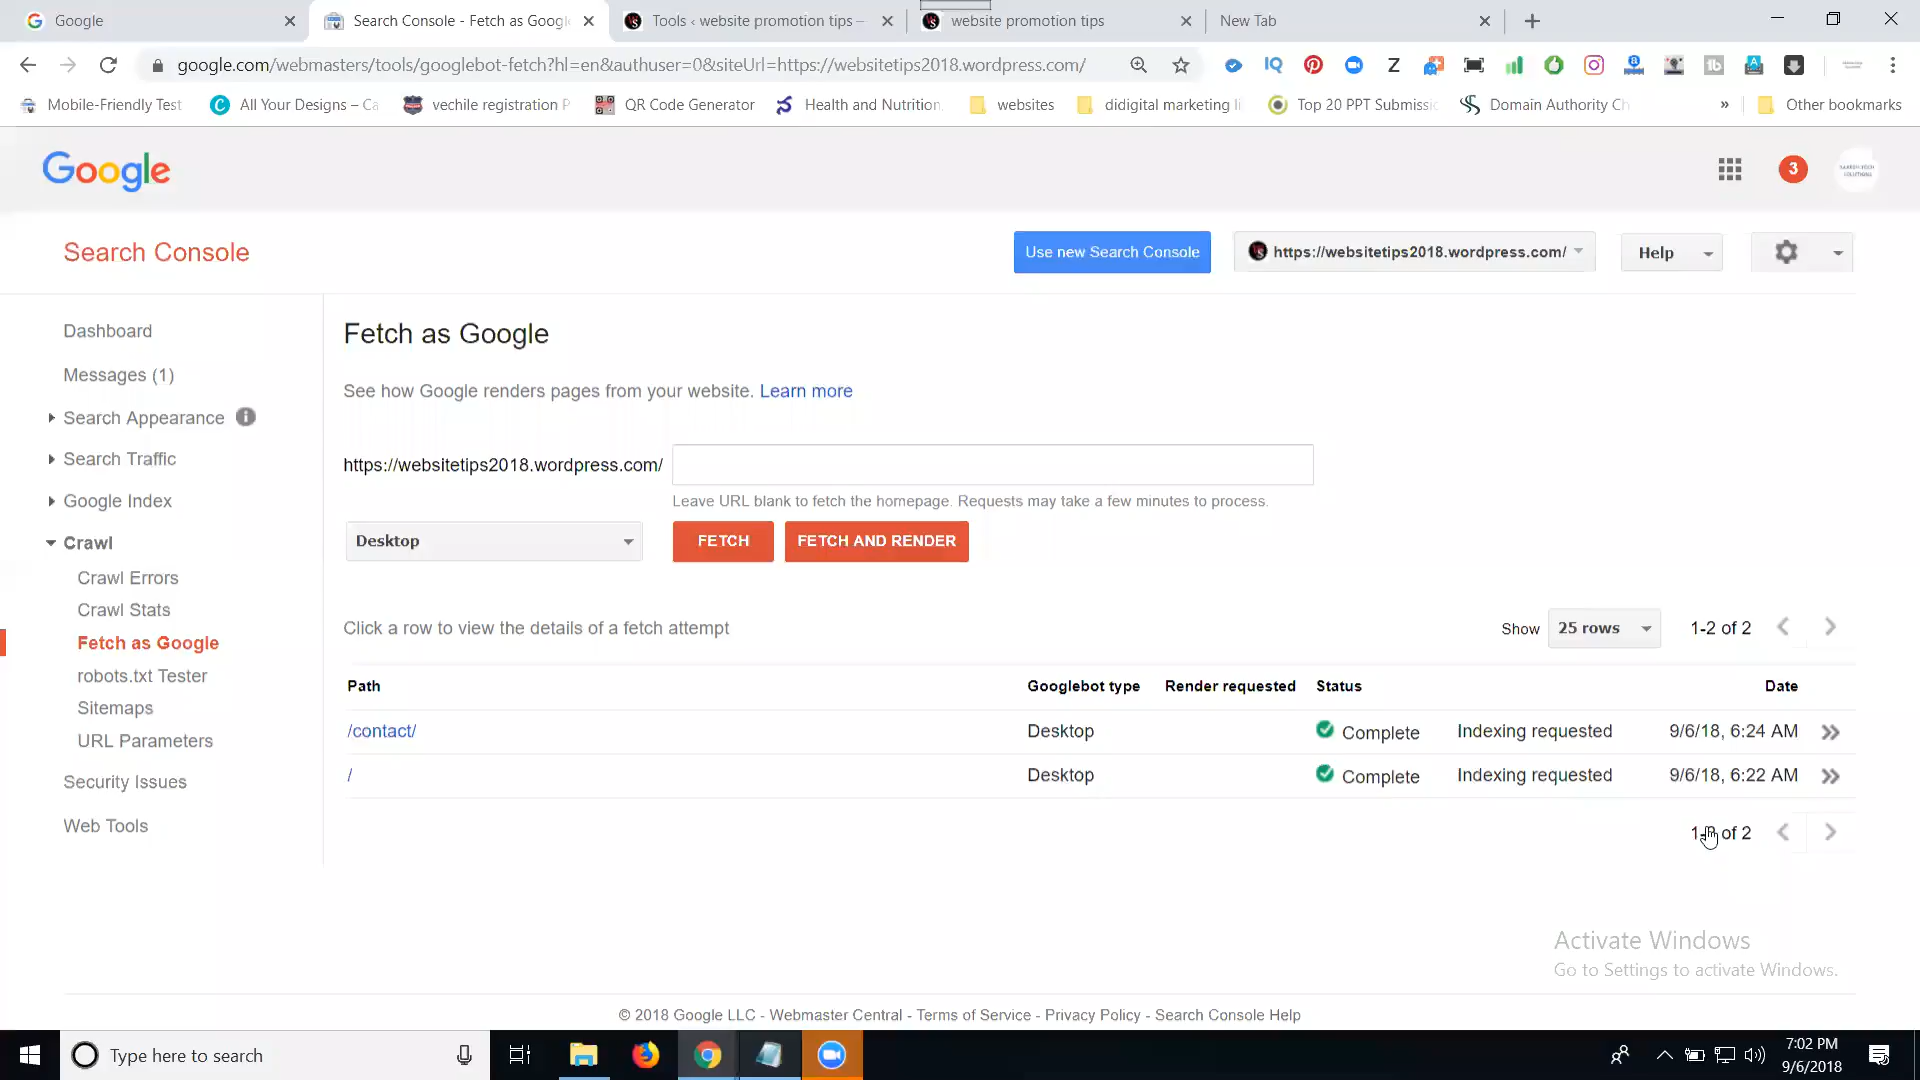 Google
Search Console - Fetch as Googl
Tools ‹ website promotion tips —
website promotion tips
New Tab
google.com/webmasters/tools/googlebot-fetch?hl=en&authuser=0&siteUrl=https://websitetips2018.wordpress.com/
Mobile-Friendly Test
All Your Designs – Ca
vechile registration P
QR Code Generator
Health and Nutrition
websites
didigital marketing li
Top 20 PPT Submissi
Domain Authority Ch
»
Other bookmarks
Google
3
Search Console
Use new Search Console
https://websitetips2018.wordpress.com/
Help
Dashboard
Messages (1)
Search Appearance
Search Traffic
Google Index
Crawl
Crawl Errors
Crawl Stats
Fetch as Google
robots.txt Tester
Sitemaps
URL Parameters
Security Issues
Web Tools
Fetch as Google
See how Google renders pages from your website. Learn more
https://websitetips2018.wordpress.com/
Leave URL blank to fetch the homepage. Requests may take a few minutes to process.
Desktop
FETCH
FETCH AND RENDER
Click a row to view the details of a fetch attempt
Show 25 rows 1-2 of 2
Path Googlebot type Render requested Status Date
/contact/ Desktop Complete Indexing requested 9/6/18, 6:24 AM
/ Desktop Complete Indexing requested 9/6/18, 6:22 AM
of 2
Activate Windows
Go to Settings to activate Windows.
© 2018 Google LLC - Webmaster Central - Terms of Service - Privacy Policy - Search Console Help
Type here to search
7:02 PM
9/6/2018